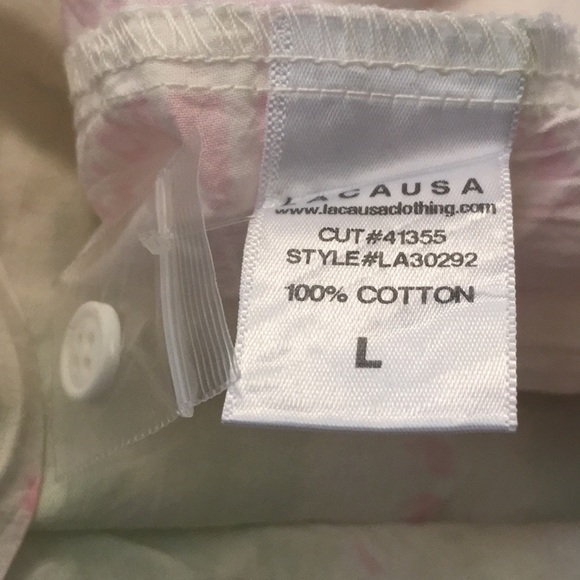 LACAUSA
www.lacausaclothing.com
CUT#41355
STYLE#LA30292
100% COTTON
L